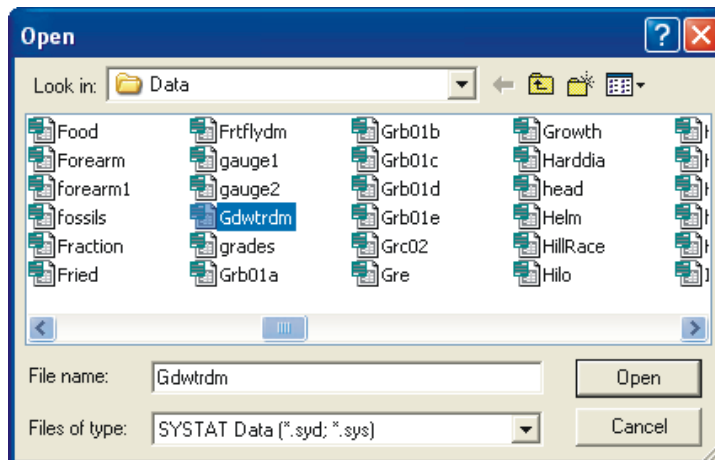 Open
Look in: Data
Food
Forearm
forearm1
fossils
Fraction
Fried
Frtflydm
gauge1
gauge2
Gdwtrdm
grades
Grb01a
Grb01b
Grb01c
Grb01d
Grb01e
Grc02
Gre
Growth
Harddia
head
Helm
HillRace
Hilo
File name: Gdwtrdm
Open
Files of type: SYSTAT Data (*.syd; *.sys)
Cancel